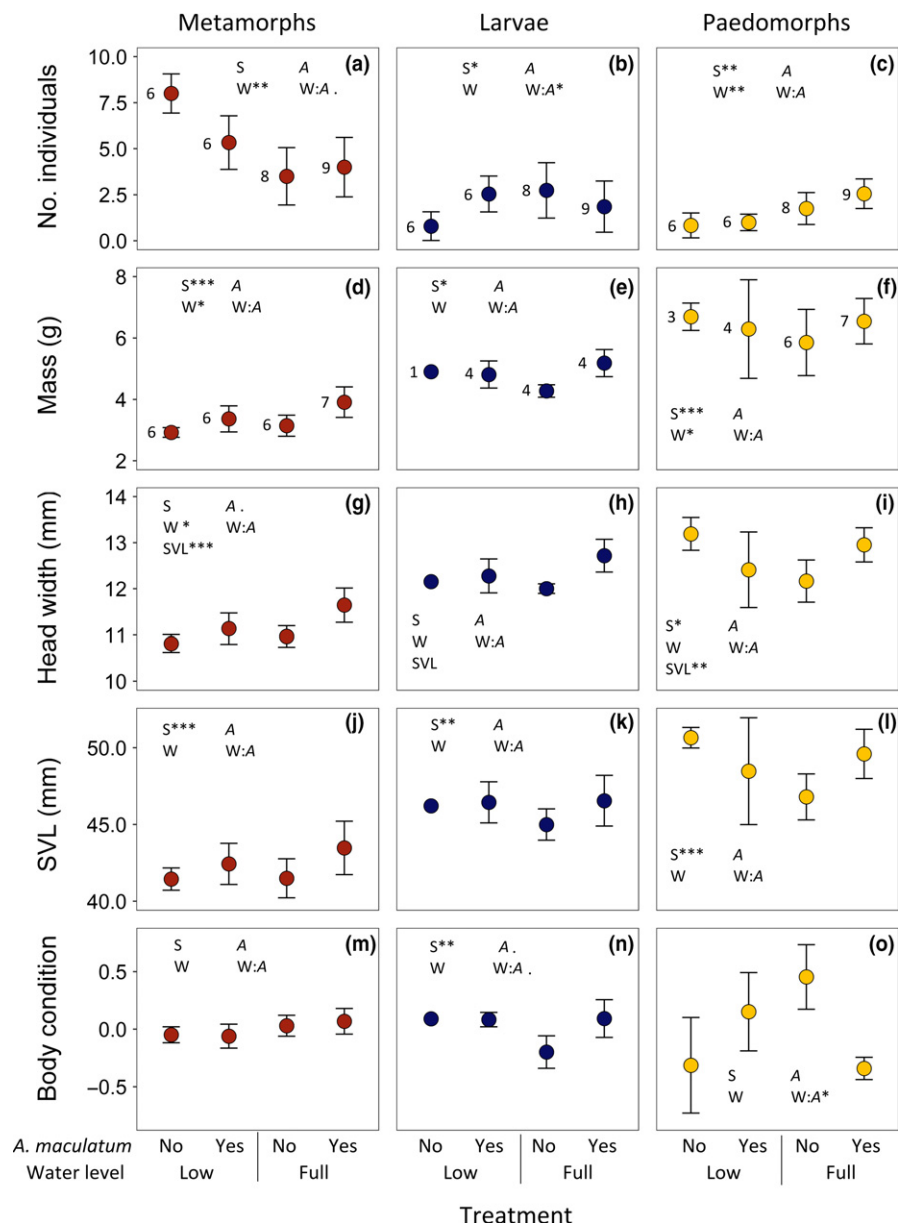 Metamorphs Larvae Paedomorphs
No. individuals
10.0
7.5
5.0
2.5
0.0
(a)
S A
W** W:A .
6 6 8 9
(b)
S* A
W W:A*
6 6 8 9
(c)
S** A
W** W:A
6 6 8 9
Mass (g)
8
6
4
2
(d)
S*** A
W* W:A
6 6 6 7
(e)
S* A
W W:A
1 4 4 4
(f)
3 4 6 7
S*** A
W* W:A
Head width (mm)
14
13
12
11
10
(g)
S A .
W * W:A
SVL***
(h)
S A
W W:A
SVL
(i)
S* A
W W:A
SVL**
SVL (mm)
50.0
45.0
40.0
(j)
S*** A
W W:A
(k)
S** A
W W:A
(l)
S*** A
W W:A
Body condition
0.5
0.0
−0.5
(m)
S A
W W:A
(n)
S** A .
W W:A .
(o)
S A
W W:A*
A. maculatum No Yes No Yes No Yes No Yes No Yes No Yes
Water level Low Full Low Full Low Full
Treatment